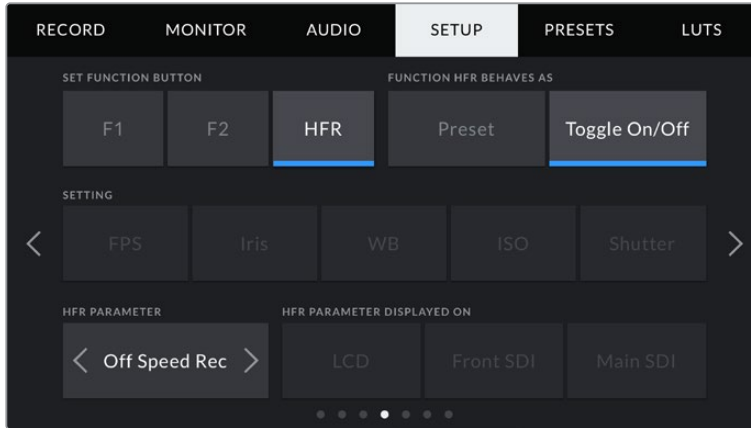 RECORD MONITOR AUDIO SETUP PRESETS LUTS
SET FUNCTION BUTTON FUNCTION HFR BEHAVES AS
F1 F2 HFR Preset Toggle On/Off
SETTING
FPS Iris WB ISO Shutter
HFR PARAMETER HFR PARAMETER DISPLAYED ON
Off Speed Rec LCD Front SDI Main SDI